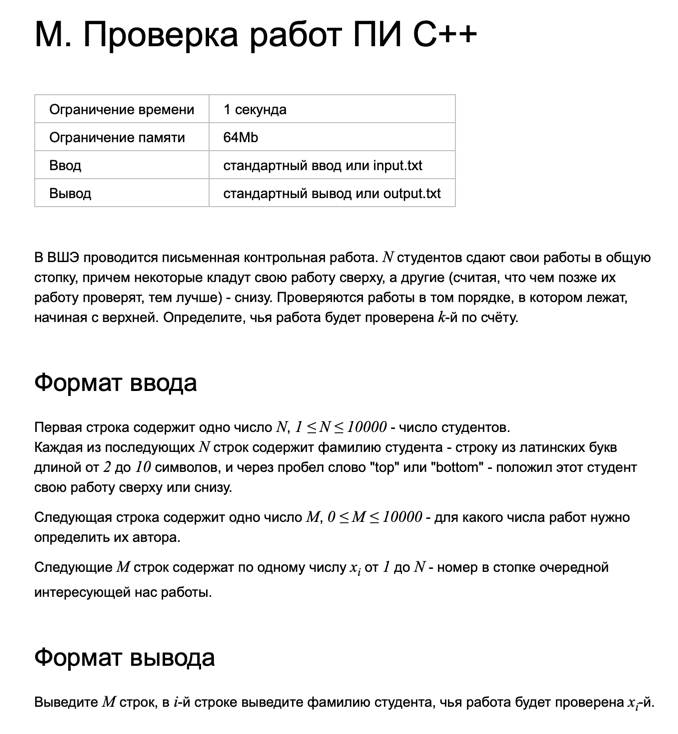 M. Проверка работ ПИ C++
Ограничение времени 1 секунда
Ограничение памяти 64Mb
Ввод стандартный ввод или input.txt
Вывод стандартный вывод или output.txt
В ВШЭ проводится письменная контрольная работа. N студентов сдают свои работы в общую
стопку, причем некоторые кладут свою работу сверху, а другие (считая, что чем позже их
работу проверят, тем лучше) - снизу. Проверяются работы в том порядке, в котором лежат,
начиная с верхней. Определите, чья работа будет проверена k-й по счёту.
Формат ввода
Первая строка содержит одно число N, 1 ≤ N ≤ 10000 - число студентов.
Каждая из последующих N строк содержит фамилию студента - строку из латинских букв
длиной от 2 до 10 символов, и через пробел слово "top" или "bottom" - положил этот студент
свою работу сверху или снизу.
Следующая строка содержит одно число M, 0 ≤ M ≤ 10000 - для какого числа работ нужно
определить их автора.
Следующие M строк содержат по одному числу xᵢ от 1 до N - номер в стопке очередной
интересующей нас работы.
Формат вывода
Выведите M строк, в i-й строке выведите фамилию студента, чья работа будет проверена xᵢ-й.